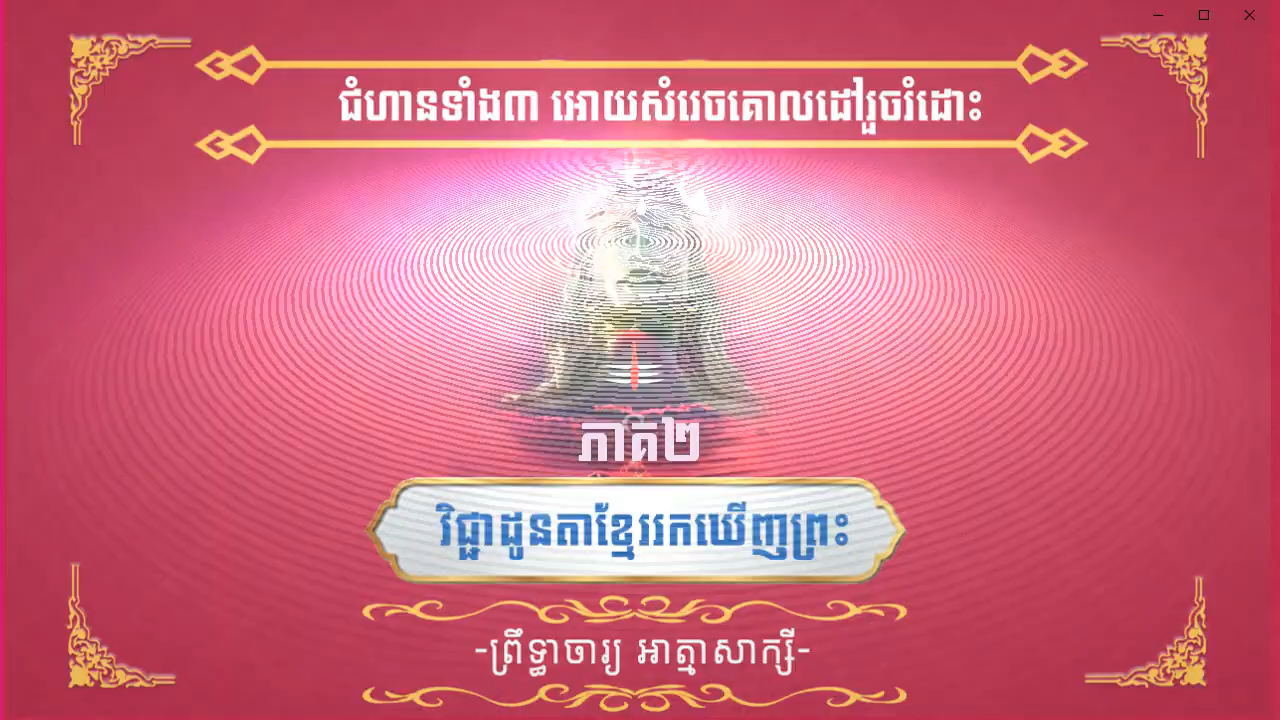 ជំហានទាំង៣ អោយសំរេចគោលដៅរួចរំដោះ
ភាគ២
វិជ្ជាដូនតាខ្មែររកឃើញព្រះ
-ព្រឹទ្ធាចារ្យ អាត្មាសាក្សី-